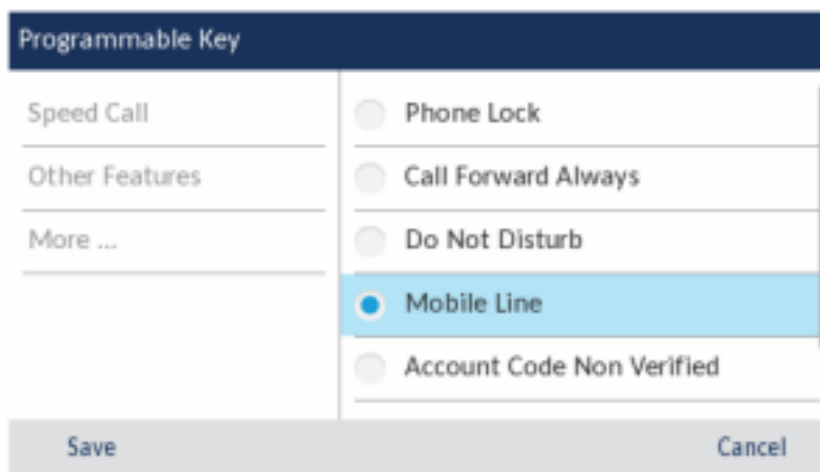 Programmable Key
Speed Call
Other Features
More ...
Phone Lock
Call Forward Always
Do Not Disturb
Mobile Line
Account Code Non Verified
Save
Cancel